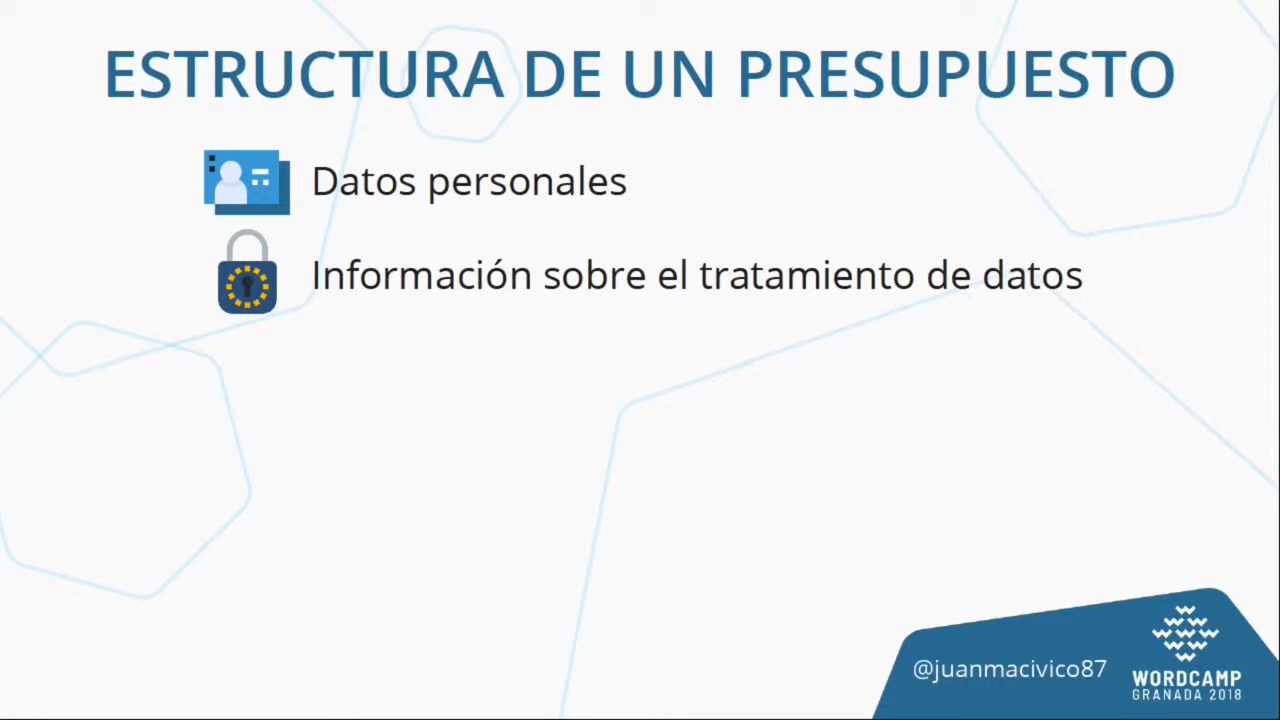 ESTRUCTURA DE UN PRESUPUESTO
Datos personales
Información sobre el tratamiento de datos
@juanmacivico87
WORDCAMP
GRANADA 2018